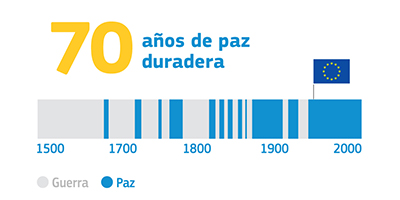 70 años de paz
duradera
1500 1700 1800 1900 2000
Guerra Paz